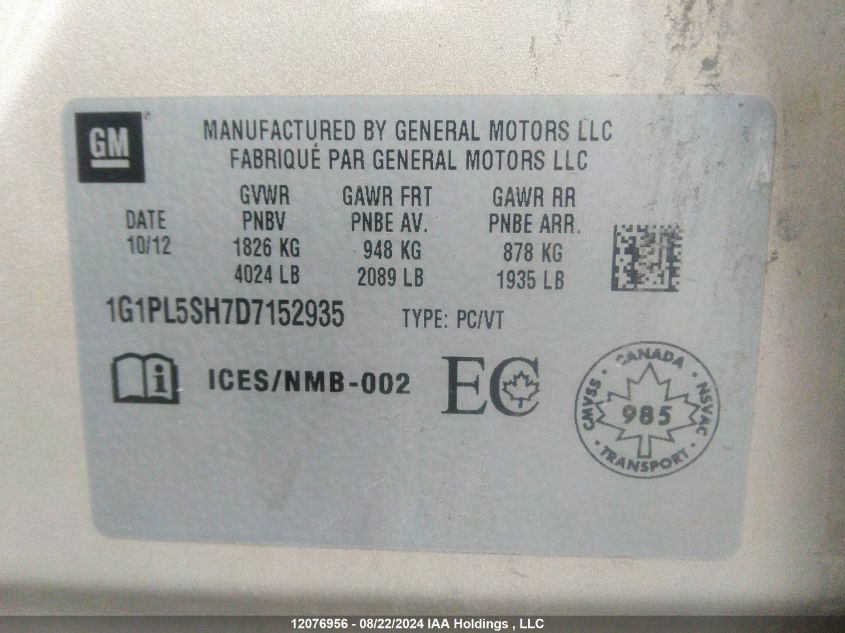 GM ®
MANUFACTURED BY GENERAL MOTORS LLC
FABRIQUÉ PAR GENERAL MOTORS LLC
GVWR GAWR FRT GAWR RR
DATE PNBV PNBE AV. PNBE ARR.
10/12 1826 KG 948 KG 878 KG
4024 LB 2089 LB 1935 LB
1G1PL5SH7D7152935 TYPE: PC/VT
i ICES/NMB-002 EC
CANADA
CMVSS 985 NSVAC
TRANSPORT
12076956 - 08/22/2024 IAA Holdings , LLC